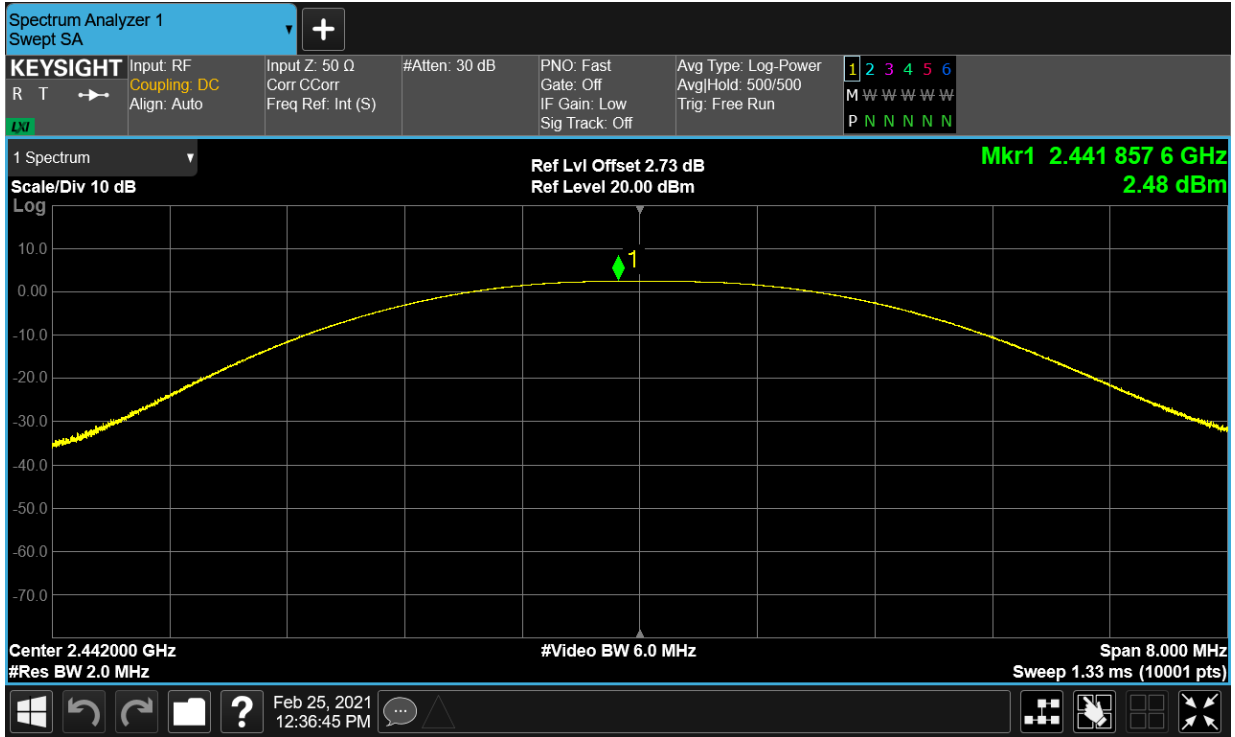 Spectrum Analyzer 1
Swept SA
KEYSIGHT
R T
LXI
Input: RF
Coupling: DC
Align: Auto
Input Z: 50 Ω
Corr CCorr
Freq Ref: Int (S)
#Atten: 30 dB
PNO: Fast
Gate: Off
IF Gain: Low
Sig Track: Off
Avg Type: Log-Power
Avg|Hold: 500/500
Trig: Free Run
1 2 3 4 5 6
M W W W W W
P N N N N N
1 Spectrum
Scale/Div 10 dB
Ref Lvl Offset 2.73 dB
Ref Level 20.00 dBm
Mkr1 2.441 857 6 GHz
2.48 dBm
Log
10.0
0.00
-10.0
-20.0
-30.0
-40.0
-50.0
-60.0
-70.0
1
Center 2.442000 GHz
#Res BW 2.0 MHz
#Video BW 6.0 MHz
Span 8.000 MHz
Sweep 1.33 ms (10001 pts)
?
Feb 25, 2021
12:36:45 PM